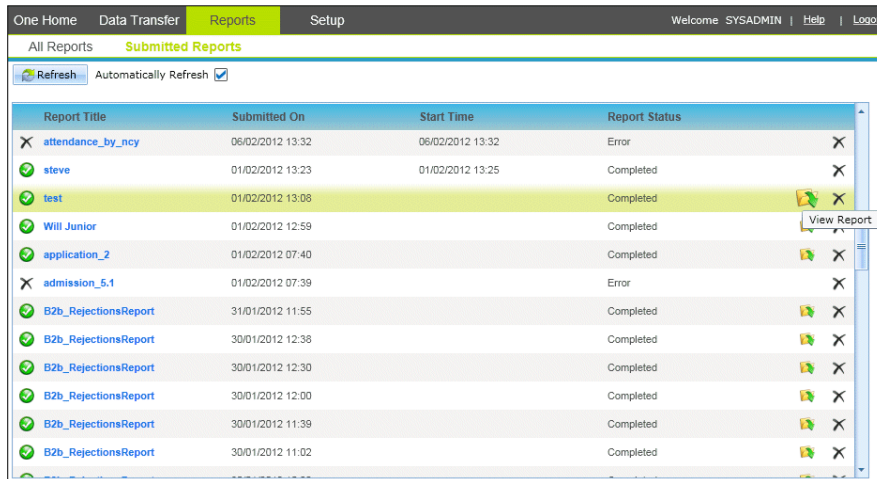 One Home Data Transfer Reports Setup Welcome SYSADMIN | Help | Logo
All Reports Submitted Reports
Refresh Automatically Refresh
Report Title Submitted On Start Time Report Status
attendance_by_ncy 06/02/2012 13:32 06/02/2012 13:32 Error
steve 01/02/2012 13:23 01/02/2012 13:25 Completed
test 01/02/2012 13:08 Completed
View Report
Will Junior 01/02/2012 12:59 Completed
application_2 01/02/2012 07:40 Completed
admission_5.1 01/02/2012 07:39 Error
B2b_RejectionsReport 31/01/2012 11:55 Completed
B2b_RejectionsReport 30/01/2012 12:38 Completed
B2b_RejectionsReport 30/01/2012 12:30 Completed
B2b_RejectionsReport 30/01/2012 12:00 Completed
B2b_RejectionsReport 30/01/2012 11:39 Completed
B2b_RejectionsReport 30/01/2012 11:02 Completed